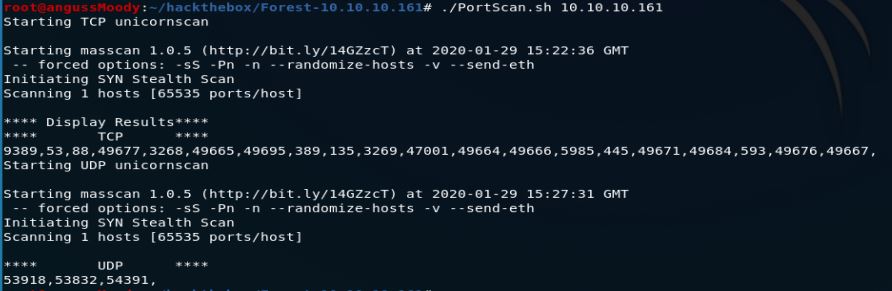 root@angussMoody:~/hackthebox/Forest-10.10.10.161# ./PortScan.sh 10.10.10.161
Starting TCP unicornscan
Starting masscan 1.0.5 (http://bit.ly/14GZzcT) at 2020-01-29 15:22:36 GMT
-- forced options: -sS -Pn -n --randomize-hosts -v --send-eth
Initiating SYN Stealth Scan
Scanning 1 hosts [65535 ports/host]
**** Display Results****
**** TCP ****
9389,53,88,49677,3268,49665,49695,389,135,3269,47001,49664,49666,5985,445,49671,49684,593,49676,49667,
Starting UDP unicornscan
Starting masscan 1.0.5 (http://bit.ly/14GZzcT) at 2020-01-29 15:27:31 GMT
-- forced options: -sS -Pn -n --randomize-hosts -v --send-eth
Initiating SYN Stealth Scan
Scanning 1 hosts [65535 ports/host]
**** UDP ****
53918,53832,54391,